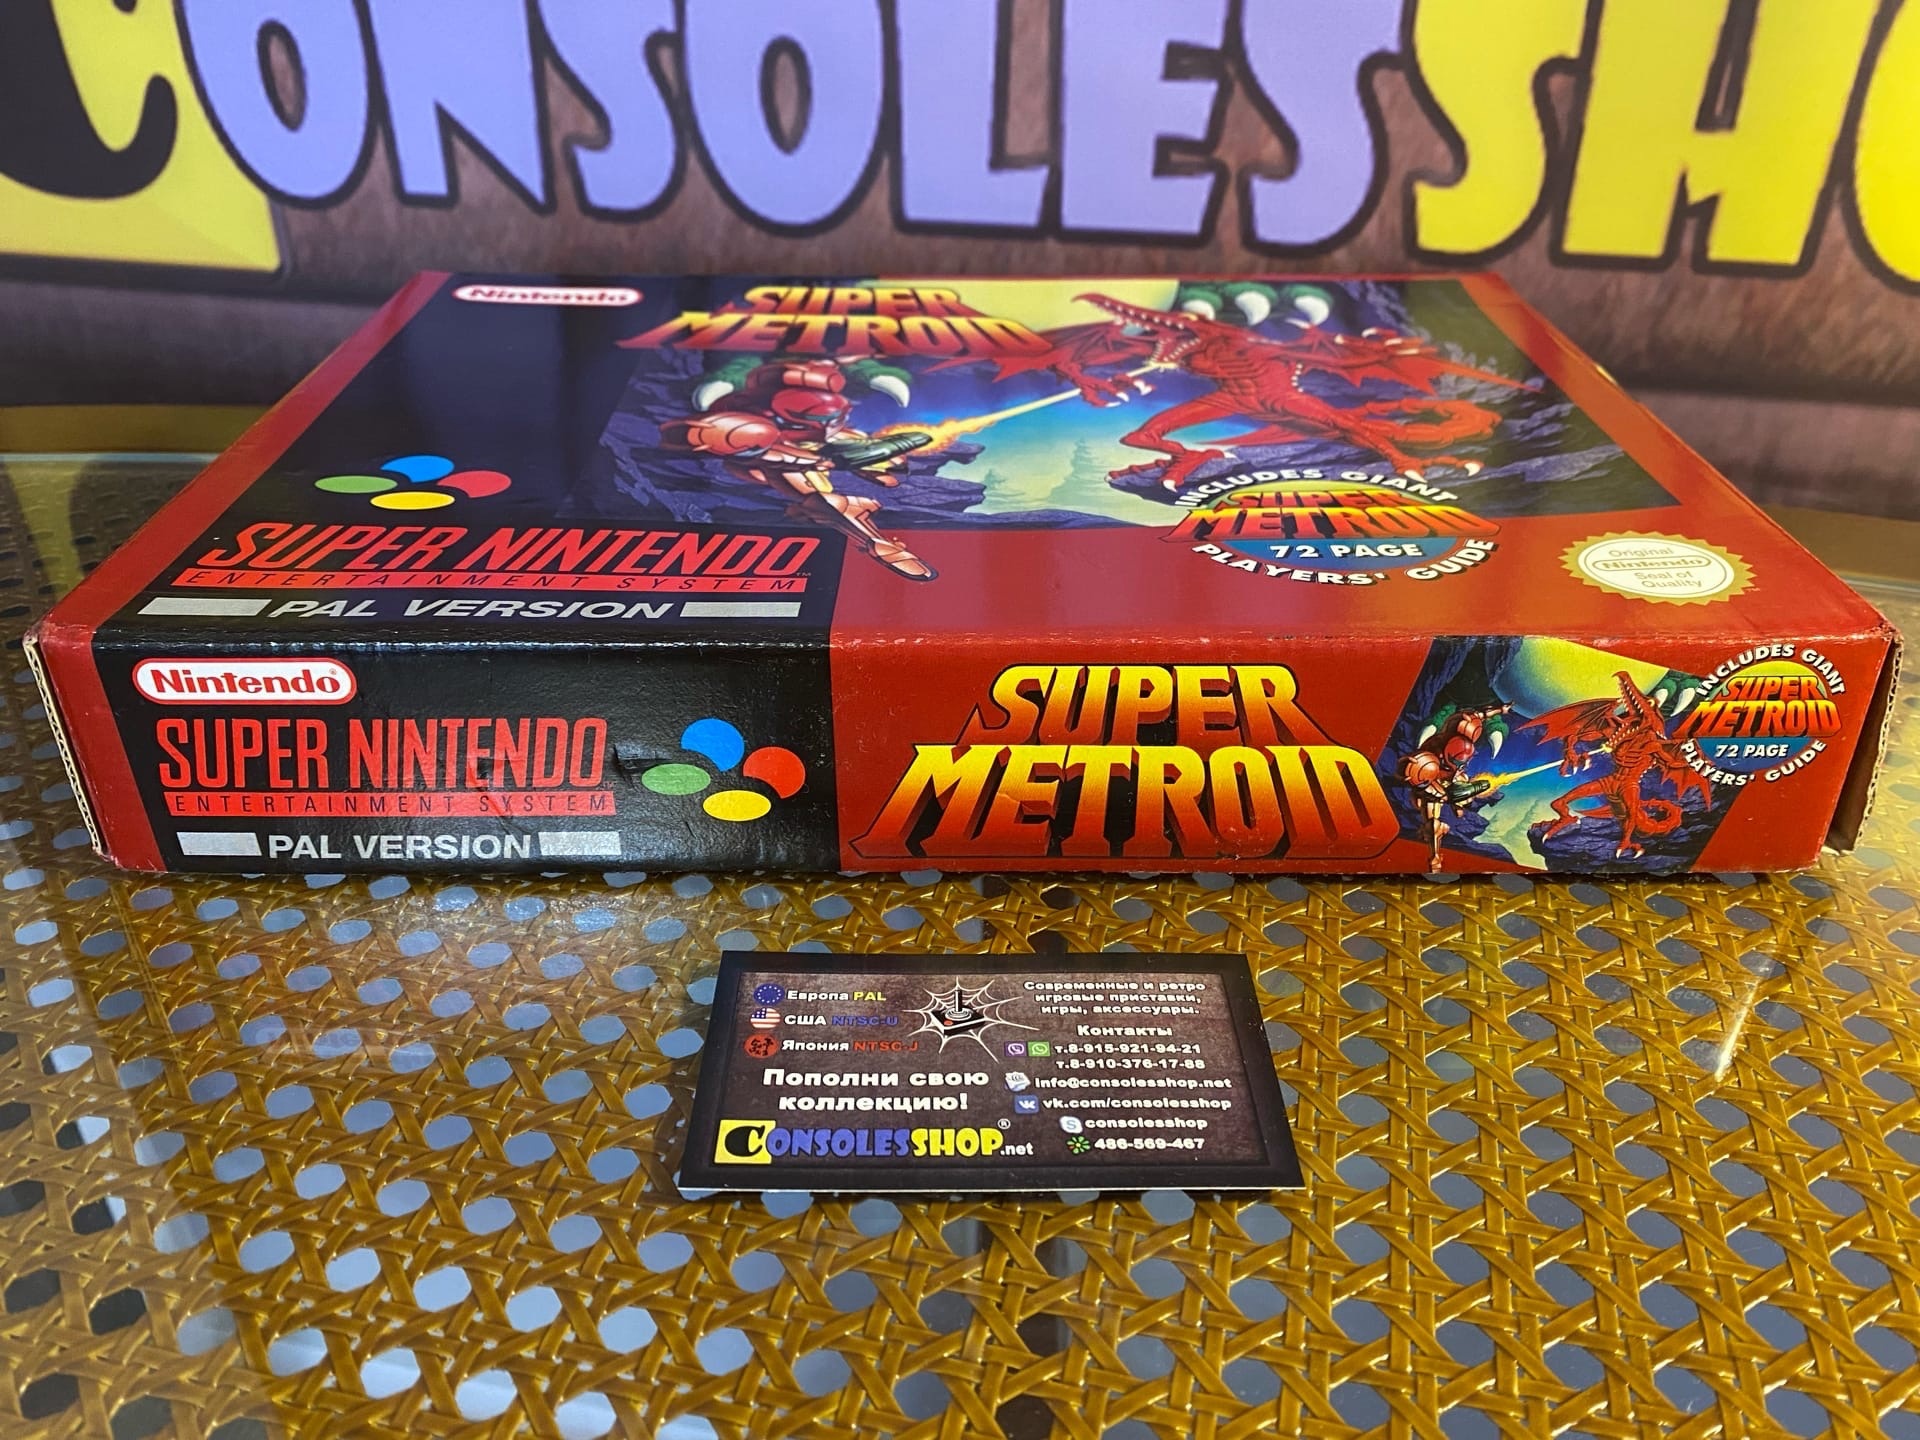 CONSOLESSHO
Nintendo
SUPER
METROID
INCLUDES GIANT
SUPER
METROID
72 PAGE
PLAYERS' GUIDE
SUPER NINTENDO
ENTERTAINMENT SYSTEM
PAL VERSION
Original
Nintendo
Seal of
Quality
Nintendo
SUPER NINTENDO
ENTERTAINMENT SYSTEM
PAL VERSION
SUPER
METROID
INCLUDES GIANT
SUPER
METROID
72 PAGE
PLAYERS' GUIDE
Европа PAL
США NTSC-U
Япония NTSC-J
Пополни свою
коллекцию!
CONSOLESSHOP.net
Современные и ретро
игровые приставки,
игры, аксессуары.
Контакты
т.8-915-921-94-21
т.8-910-376-17-88
info@consolesshop.net
vk.com/consolesshop
consolesshop
486-569-467